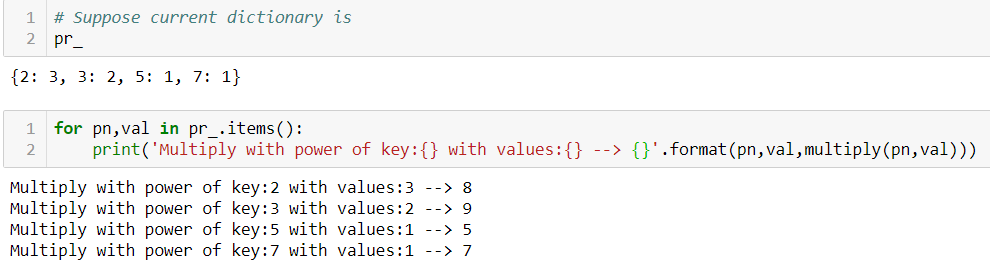 1 # Suppose current dictionary is
2 pr_
{2: 3, 3: 2, 5: 1, 7: 1}
1 for pn,val in pr_.items():
2     print('Multiply with power of key:{} with values:{} --> {}'.format(pn,val,multiply(pn,val)))
Multiply with power of key:2 with values:3 --> 8
Multiply with power of key:3 with values:2 --> 9
Multiply with power of key:5 with values:1 --> 5
Multiply with power of key:7 with values:1 --> 7